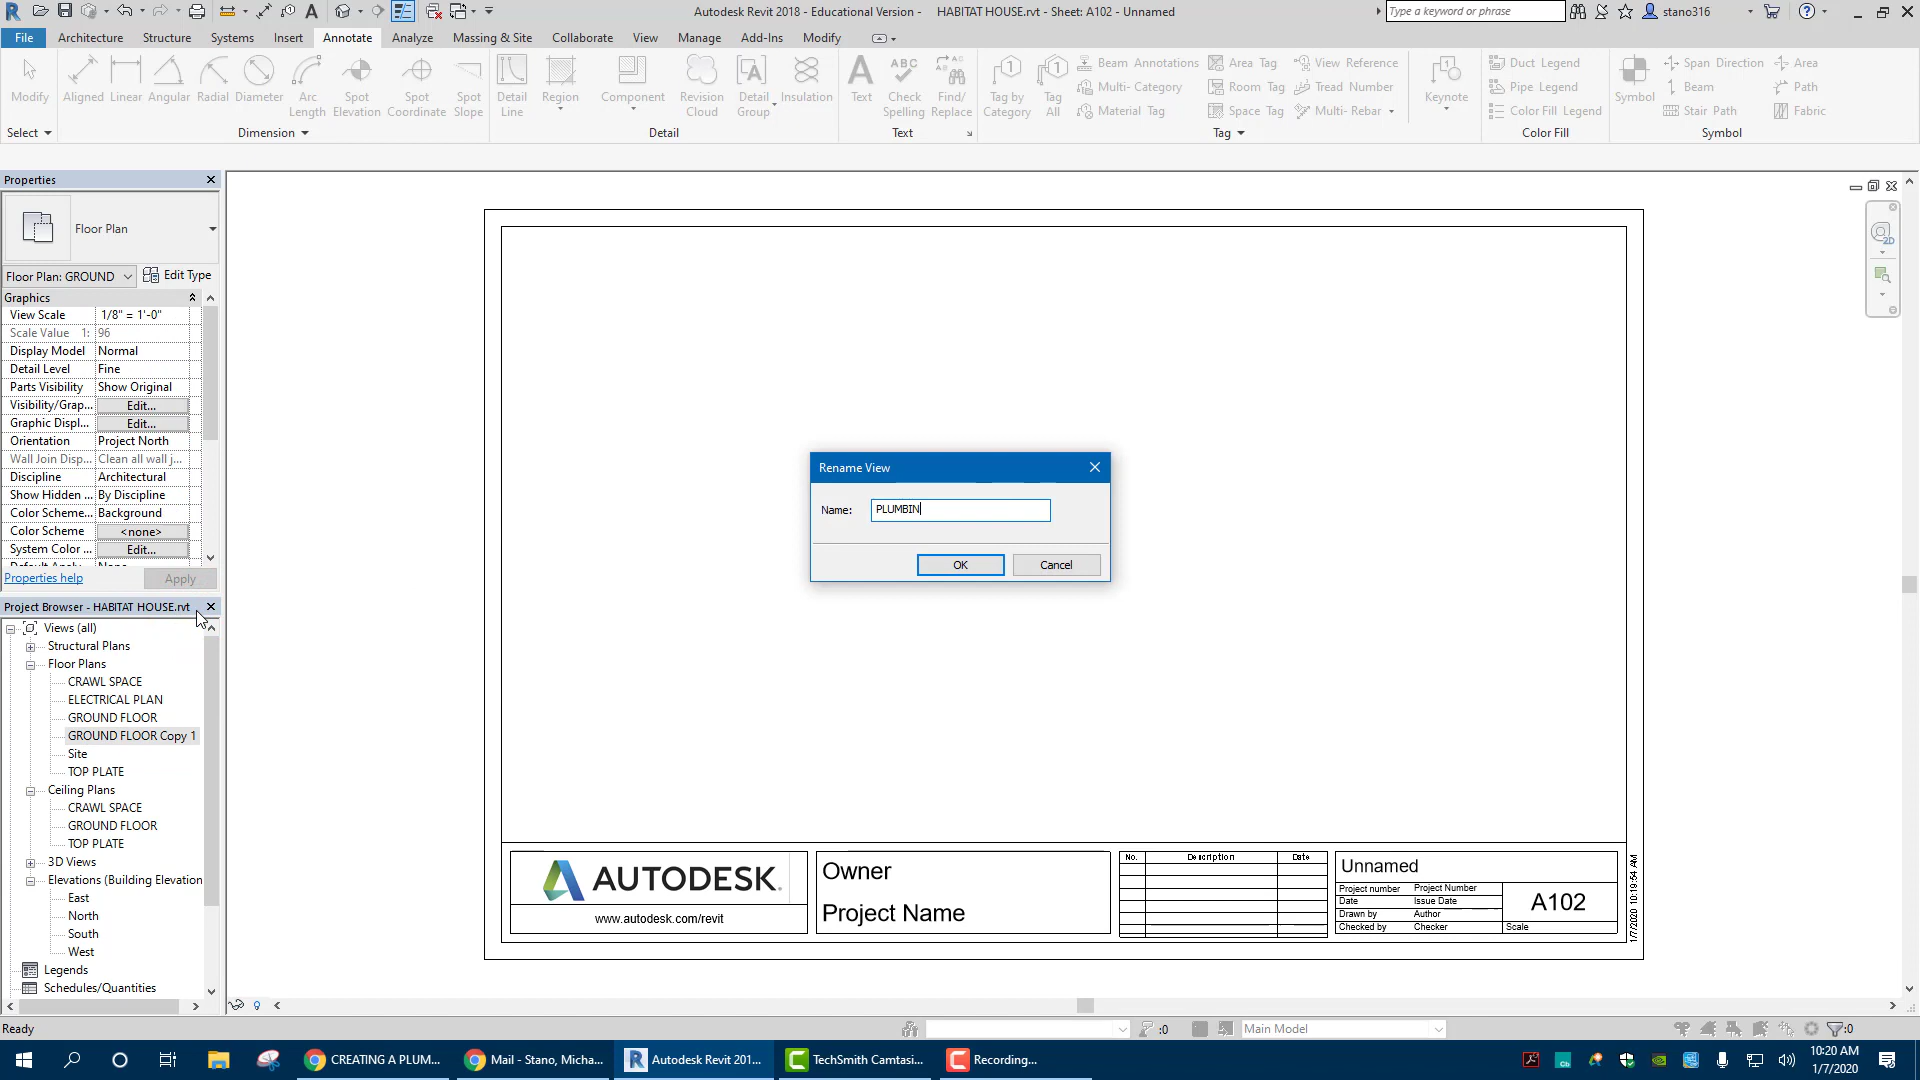 Autodesk Revit 2018 - Educational Version - HABITAT HOUSE.rvt - Sheet: A102 - Unnamed
Type a keyword or phrase
stano316
File Architecture Structure Systems Insert Annotate Analyze Massing & Site Collaborate View Manage Add-Ins Modify
Modify
Aligned Linear Angular Radial Diameter Arc Length Spot Elevation Spot Coordinate Spot Slope
Detail Line Region Component Revision Cloud Detail Group Insulation
Text Check Spelling Find/ Replace
Tag by Category Tag All
Beam Annotations
Multi- Category
Material Tag
Area Tag
Room Tag
Space Tag
View Reference
Tread Number
Multi- Rebar
Keynote
Duct Legend
Pipe Legend
Color Fill Legend
Symbol
Span Direction
Beam
Stair Path
Area
Path
Fabric
Select
Dimension
Detail
Text
Tag
Color Fill
Symbol
Properties
Floor Plan
Floor Plan: GROUND
Edit Type
Graphics
View Scale 1/8" = 1'-0"
Scale Value 1: 96
Display Model Normal
Detail Level Fine
Parts Visibility Show Original
Visibility/Grap... Edit...
Graphic Displ... Edit...
Orientation Project North
Wall Join Disp... Clean all wall j...
Discipline Architectural
Show Hidden ... By Discipline
Color Scheme... Background
Color Scheme <none>
System Color ... Edit...
Properties help
Apply
Project Browser - HABITAT HOUSE.rvt
Views (all)
Structural Plans
Floor Plans
CRAWL SPACE
ELECTRICAL PLAN
GROUND FLOOR
GROUND FLOOR Copy 1
Site
TOP PLATE
Ceiling Plans
CRAWL SPACE
GROUND FLOOR
TOP PLATE
3D Views
Elevations (Building Elevation
East
North
South
West
Legends
Schedules/Quantities
Rename View
Name: PLUMBIN
OK
Cancel
2D
AUTODESK.
www.autodesk.com/revit
Owner
Project Name
No. Description Date
Unnamed
Project number Project Number
Date Issue Date
Drawn by Author
Checked by Checker
A102
Scale
1/7/2020 10:19:54 AM
Ready
:0
Main Model
:0
CREATING A PLUM...
Mail - Stano, Micha...
Autodesk Revit 201...
TechSmith Camtasi...
Recording...
10:20 AM
1/7/2020